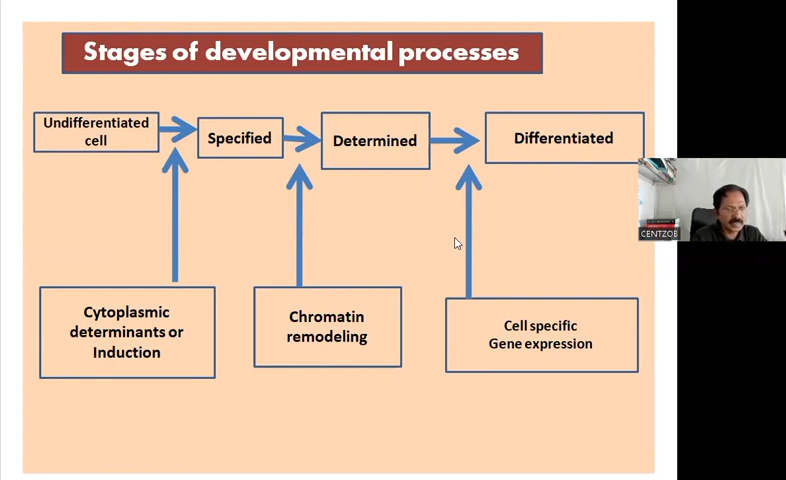 Stages of developmental processes
Undifferentiated
cell
Specified
Determined
Differentiated
CENTZOB
Cytoplasmic
determinants or
Induction
Chromatin
remodeling
Cell specific
Gene expression